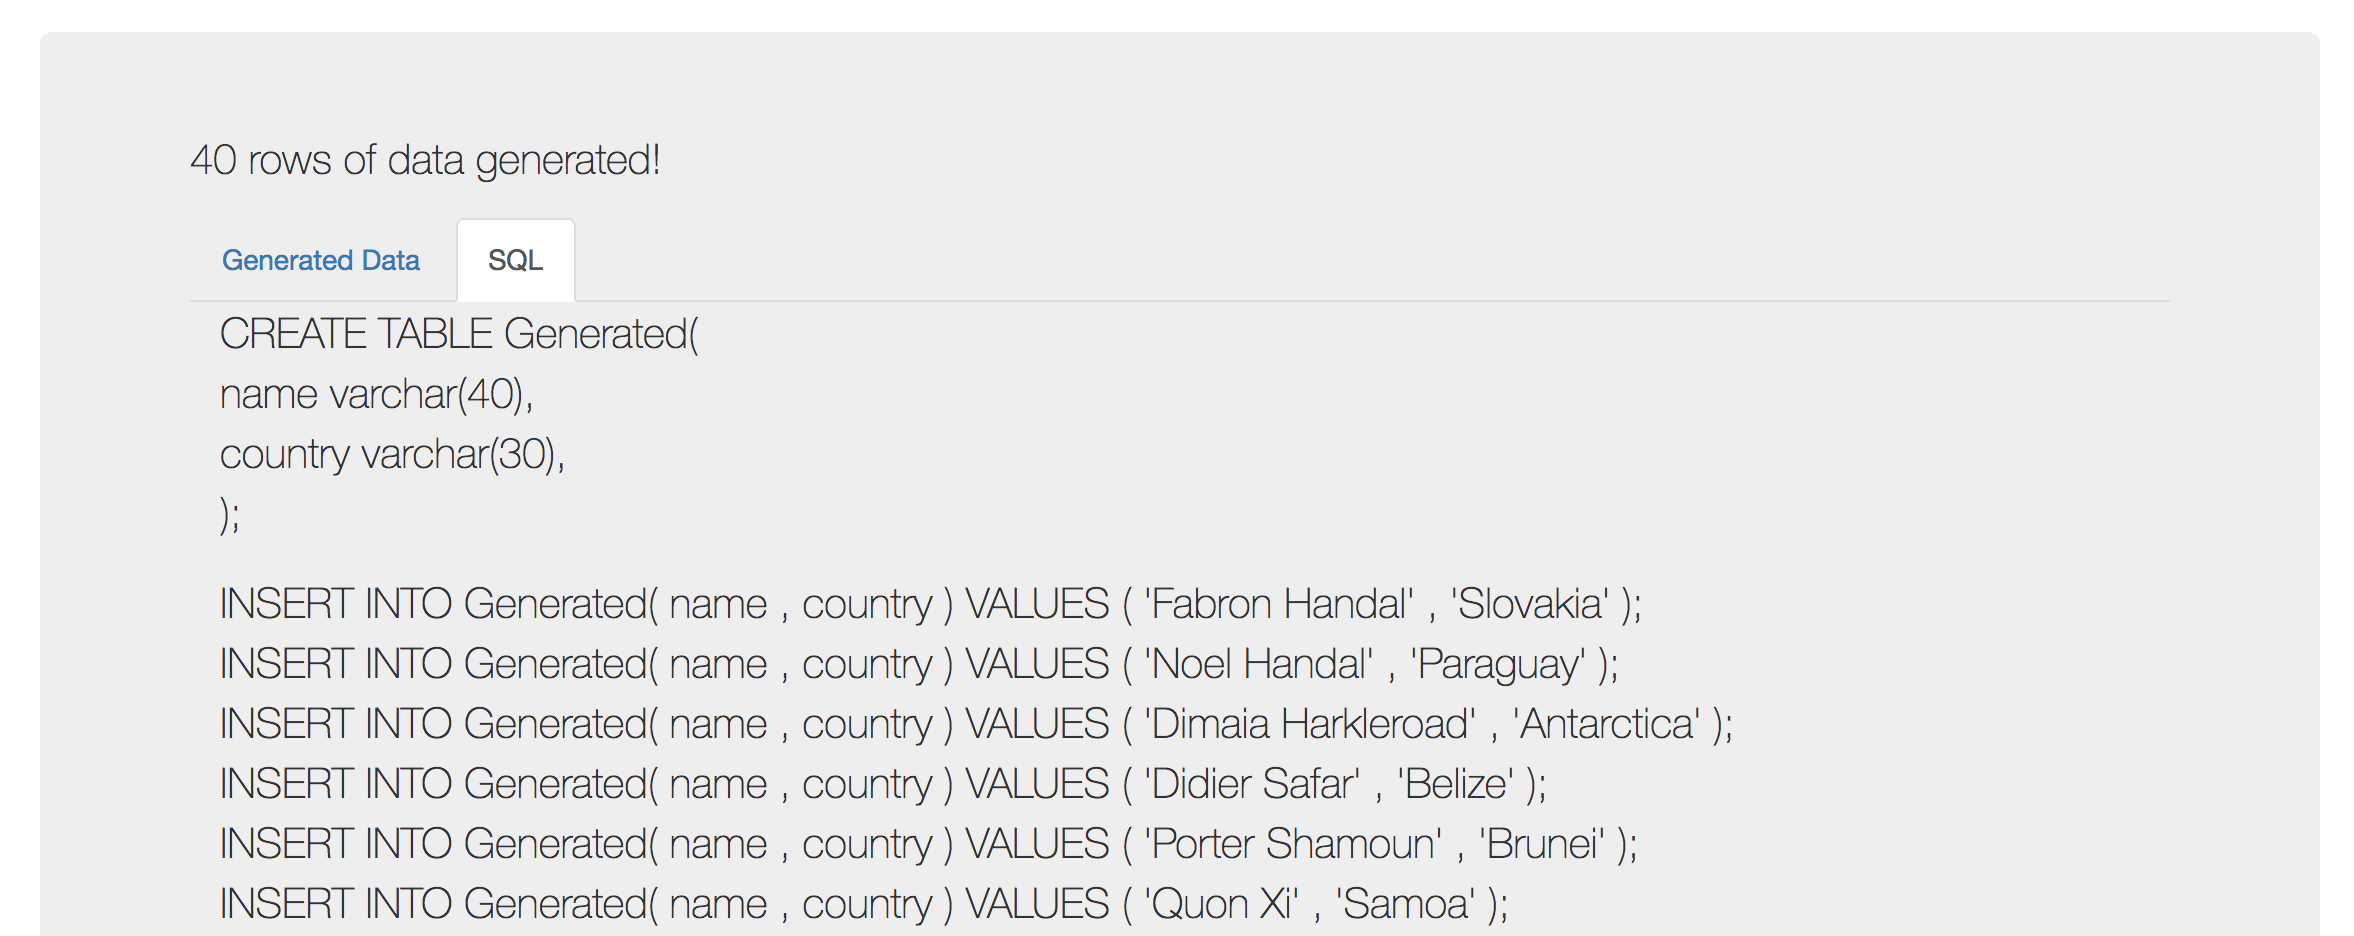 40 rows of data generated!
Generated Data SQL
CREATE TABLE Generated(
name varchar(40),
country varchar(30),
);
INSERT INTO Generated( name , country ) VALUES ( 'Fabron Handal' , 'Slovakia' );
INSERT INTO Generated( name , country ) VALUES ( 'Noel Handal' , 'Paraguay' );
INSERT INTO Generated( name , country ) VALUES ( 'Dimaia Harkleroad' , 'Antarctica' );
INSERT INTO Generated( name , country ) VALUES ( 'Didier Safar' , 'Belize' );
INSERT INTO Generated( name , country ) VALUES ( 'Porter Shamoun' , 'Brunei' );
INSERT INTO Generated( name , country ) VALUES ( 'Quon Xi' , 'Samoa' );